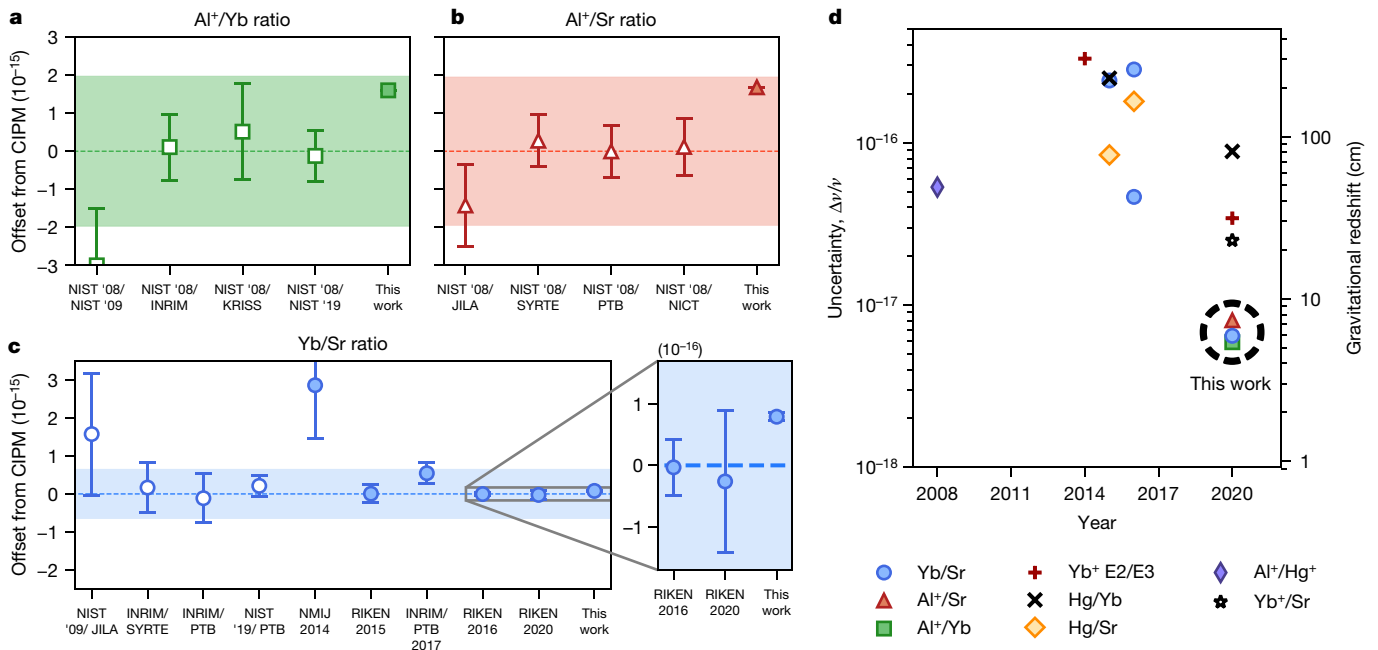 a
Al⁺/Yb ratio
Offset from CIPM (10⁻¹⁵)
3
2
1
0
−1
−2
−3
NIST '08/
NIST '09
NIST '08/
INRIM
NIST '08/
KRISS
NIST '08/
NIST '19
This
work
b
Al⁺/Sr ratio
NIST '08/
JILA
NIST '08/
SYRTE
NIST '08/
PTB
NIST '08/
NICT
This
work
c
Yb/Sr ratio
Offset from CIPM (10⁻¹⁵)
3
2
1
0
−1
−2
NIST
'09/ JILA
INRIM/
SYRTE
INRIM/
PTB
NIST
'19/ PTB
NMIJ
2014
RIKEN
2015
INRIM/
PTB
2017
RIKEN
2016
RIKEN
2020
This
work
(10⁻¹⁶)
1
0
−1
RIKEN
2016
RIKEN
2020
This
work
d
Uncertainty, Δν/ν
10⁻¹⁶
10⁻¹⁷
10⁻¹⁸
Gravitational redshift (cm)
100
10
1
This work
2008
2011
2014
2017
2020
Year
Yb/Sr
Al⁺/Sr
Al⁺/Yb
Yb⁺ E2/E3
Hg/Yb
Hg/Sr
Al⁺/Hg⁺
Yb⁺/Sr